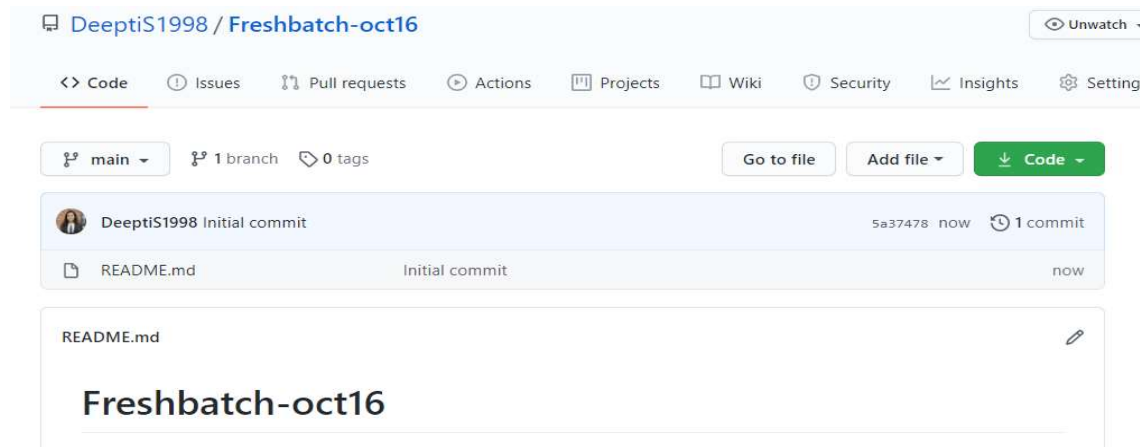 DeeptiS1998 / Freshbatch-oct16 Unwatch
Code Issues Pull requests Actions Projects Wiki Security Insights Setting
main 1 branch 0 tags Go to file Add file Code
DeeptiS1998 Initial commit 5a37478 now 1 commit
README.md Initial commit now
README.md
Freshbatch-oct16